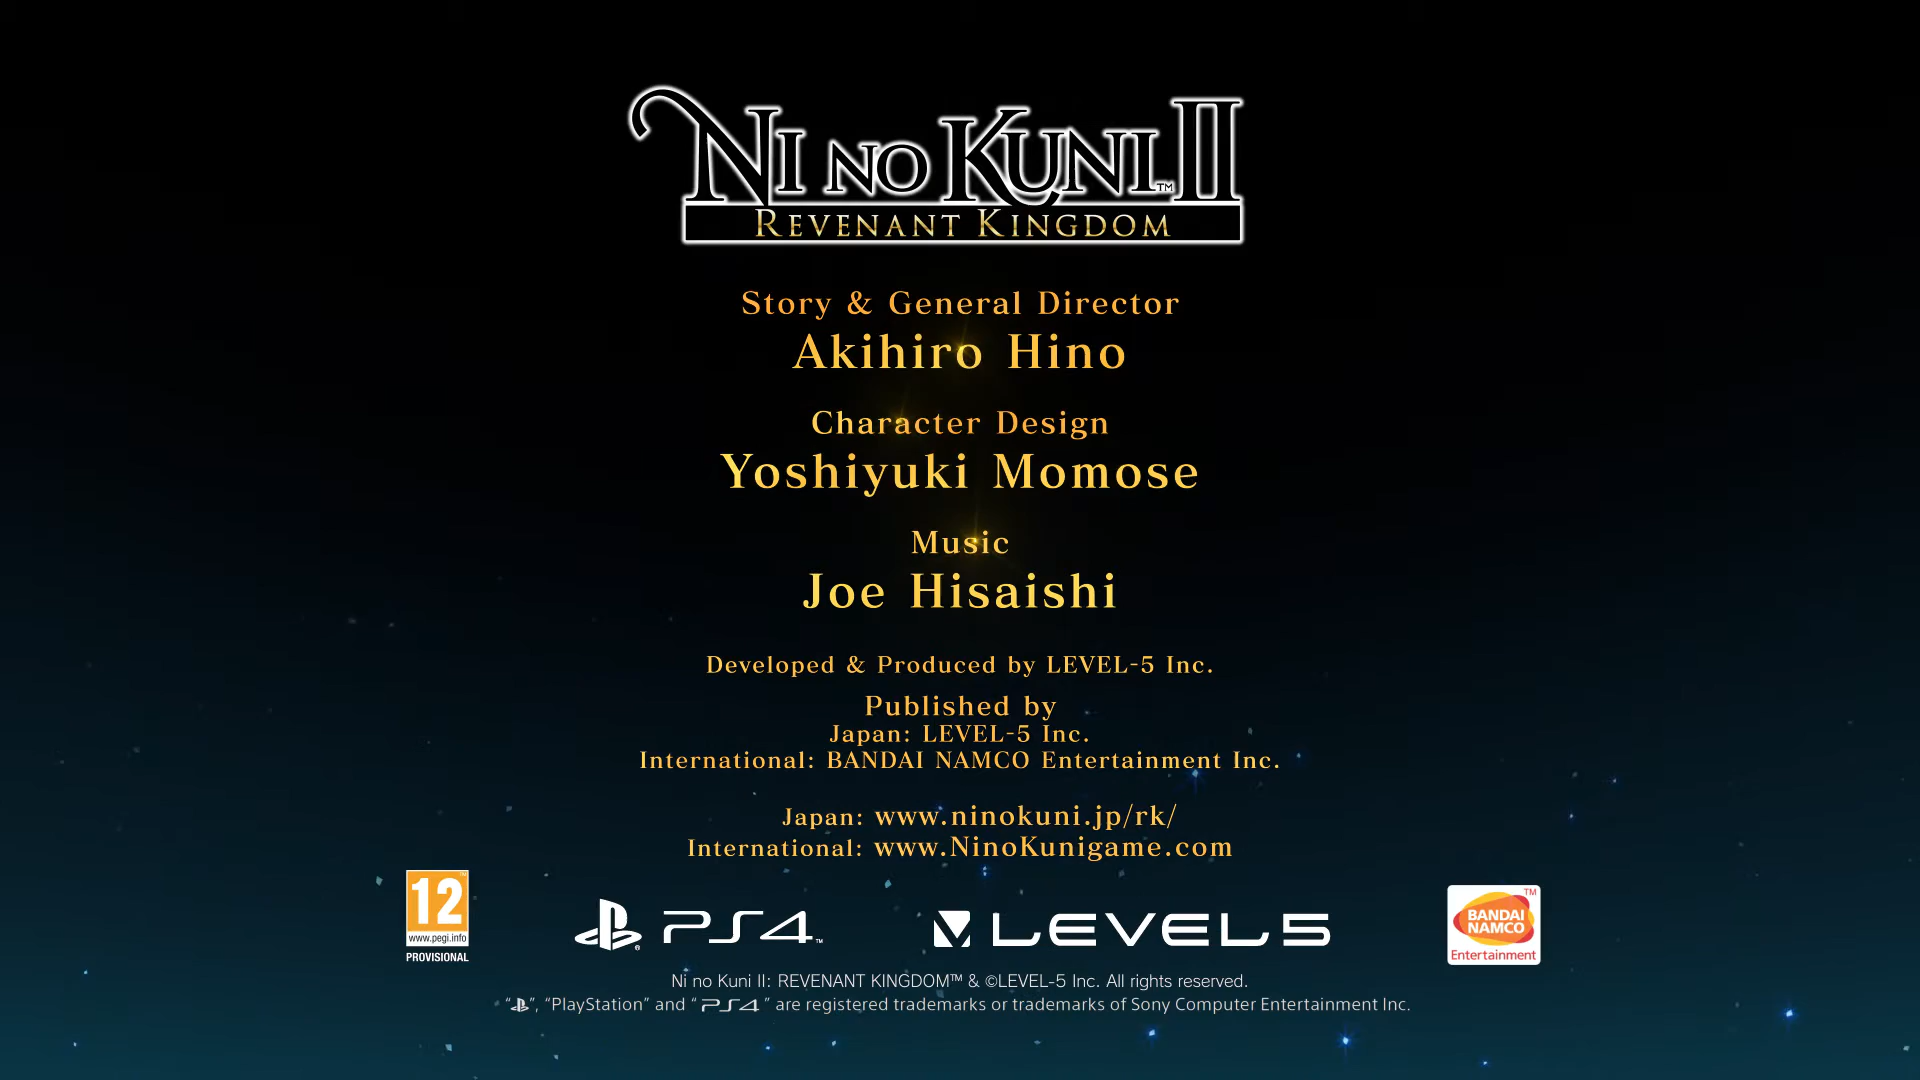 NI NO KUNI™ II
REVENANT KINGDOM
Story & General Director
Akihiro Hino
Character Design
Yoshiyuki Momose
Music
Joe Hisaishi
Developed & Produced by LEVEL-5 Inc.
Published by
Japan: LEVEL-5 Inc.
International: BANDAI NAMCO Entertainment Inc.
Japan: www.ninokuni.jp/rk/
International: www.NinoKunigame.com
12
www.pegi.info
PROVISIONAL
PS4™
LEVEL5
BANDAI
NAMCO
Entertainment
Ni no Kuni II: REVENANT KINGDOM™ & ©LEVEL-5 Inc. All rights reserved.
“”, “PlayStation” and “PS4” are registered trademarks or trademarks of Sony Computer Entertainment Inc.